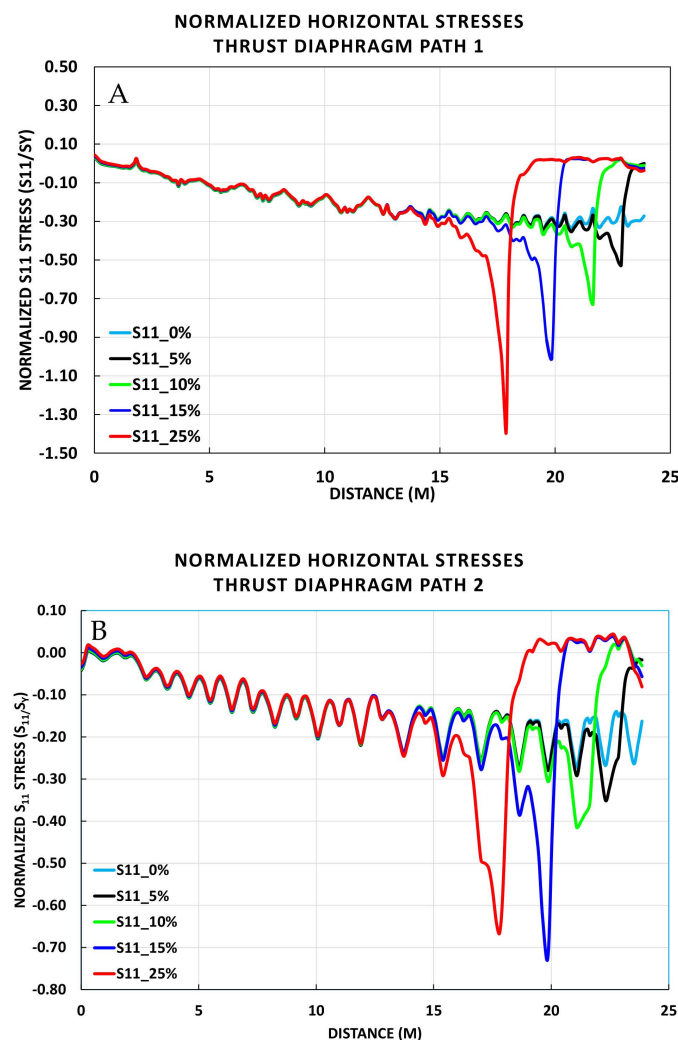 NORMALIZED HORIZONTAL STRESSES
THRUST DIAPHRAGM PATH 1
A
NORMALIZED S11 STRESS (S11/SY)
0.50
0.30
0.10
-0.10
-0.30
-0.50
-0.70
-0.90
-1.10
-1.30
-1.50
S11_0%
S11_5%
S11_10%
S11_15%
S11_25%
0 5 10 15 20 25
DISTANCE (M)
NORMALIZED HORIZONTAL STRESSES
THRUST DIAPHRAGM PATH 2
B
NORMALIZED S11 STRESS (S11/SY)
0.10
0.00
-0.10
-0.20
-0.30
-0.40
-0.50
-0.60
-0.70
-0.80
S11_0%
S11_5%
S11_10%
S11_15%
S11_25%
0 5 10 15 20 25
DISTANCE (M)